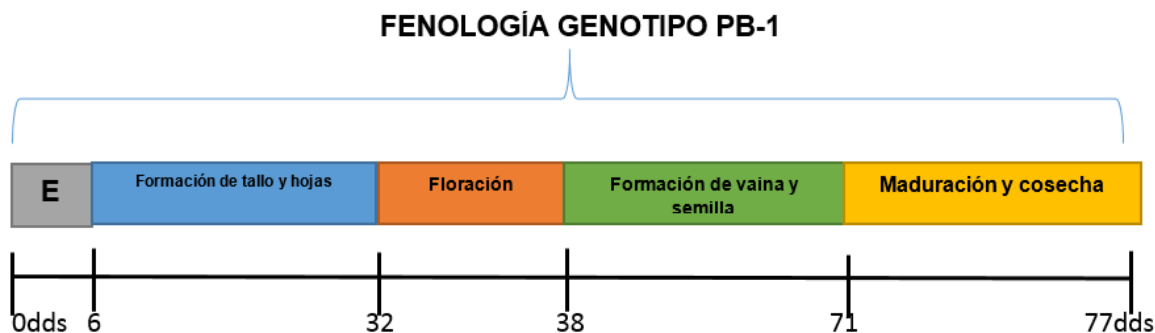 FENOLOGÍA GENOTIPO PB-1
E
Formación de tallo y hojas
Floración
Formación de vaina y
semilla
Maduración y cosecha
0dds 6 32 38 71 77dds